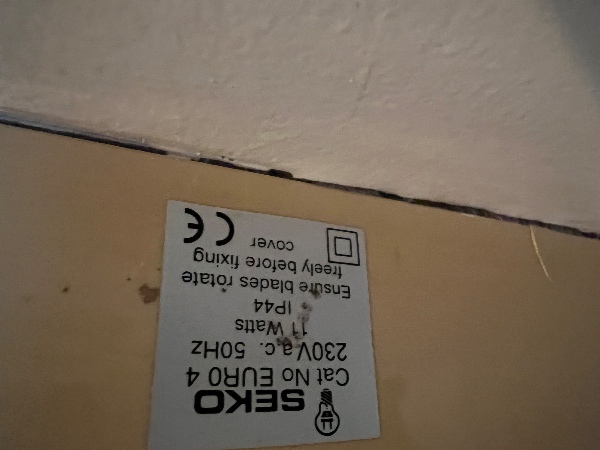 SEKO
Cat No EURO 4
230V a.c. 50Hz
11 Watts
IP44
Ensure blades rotate
freely before fixing
cover
CE